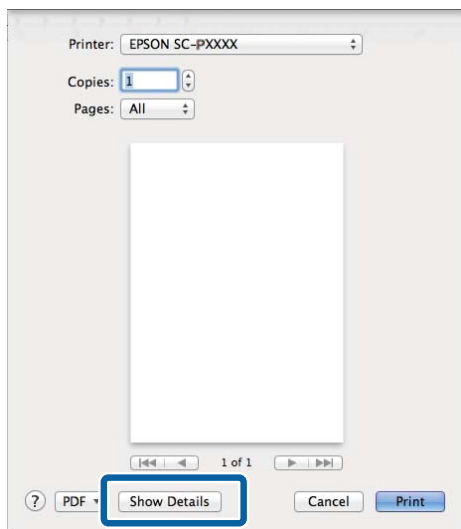 Printer: EPSON SC-PXXXX
Copies: 1
Pages: All
1 of 1
? PDF Show Details Cancel Print